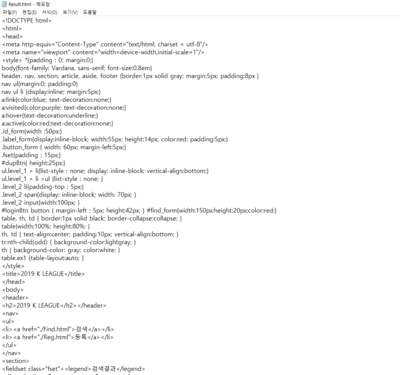 Result.html - 메모장
파일(F) 편집(E) 서식(O) 보기(V) 도움말
<!DOCTYPE html>
<html>
<head>
<meta http-equiv="Content-Type" content="text/html; charset = utf-8"/>
<meta name="viewport" content="width=device-width,initial-scale=1"/>
<style> *{padding : 0; margin:0;}
body{font-family: Vardana, sans-serif; font-size:0.8em}
header, nav, section, article, aside, footer {border:1px solid gray; margin:5px; padding:8px }
nav ul{margin:0; padding:0}
nav ul li {display:inline; margin:5px;}
a:link{color:blue; text-decoration:none;}
a:visited{color:purple; text-decoration:none;}
a:hover{text-decoration:underline;}
a:active{color:red;text-decoration:none;}
.id_form{width :50px;}
.label_form{display:inline-block; width:55px; height:14px; color:red; padding:5px;}
.button_form { width: 60px; margin-left:5px;}
.fset{padding : 15px;}
#dupBtn{ height:25px;}
ul.level_1 > li{list-style : none; display: inline-block; vertical-align:bottom;}
ul.level_1 > li >ul {list-style : none; }
.level_2 li{padding-top : 5px;}
.level_2 span{display: inline-block; width: 70px; }
.level_2 input{width:100px; }
#loginBtn button { margin-left : 5px; height:42px; } #find_form{width:150px;height:20px;color:red;}
table, th, td { border:1px solid black; border-collapse:collapse; }
table{width:100%; height:80%; }
th, td { text-align:center; padding:10px; vertical-align:bottom; }
tr:nth-child(odd) { background-color:lightgray; }
th { background-color: gray; color:white; }
table.ex1 {table-layout:auto; }
</style>
<title>2019 K LEAGUE</title>
</head>
<body>
<header>
<h2>2019 K LEAGUE</h2></header>
<nav>
<ul>
<li><a href="./Find.html">검색</a></li>
<li><a href="./Reg.html">등록</a></li>
</ul>
</nav>
<section>
<fieldset class="fset"><legend>검색결과</legend>